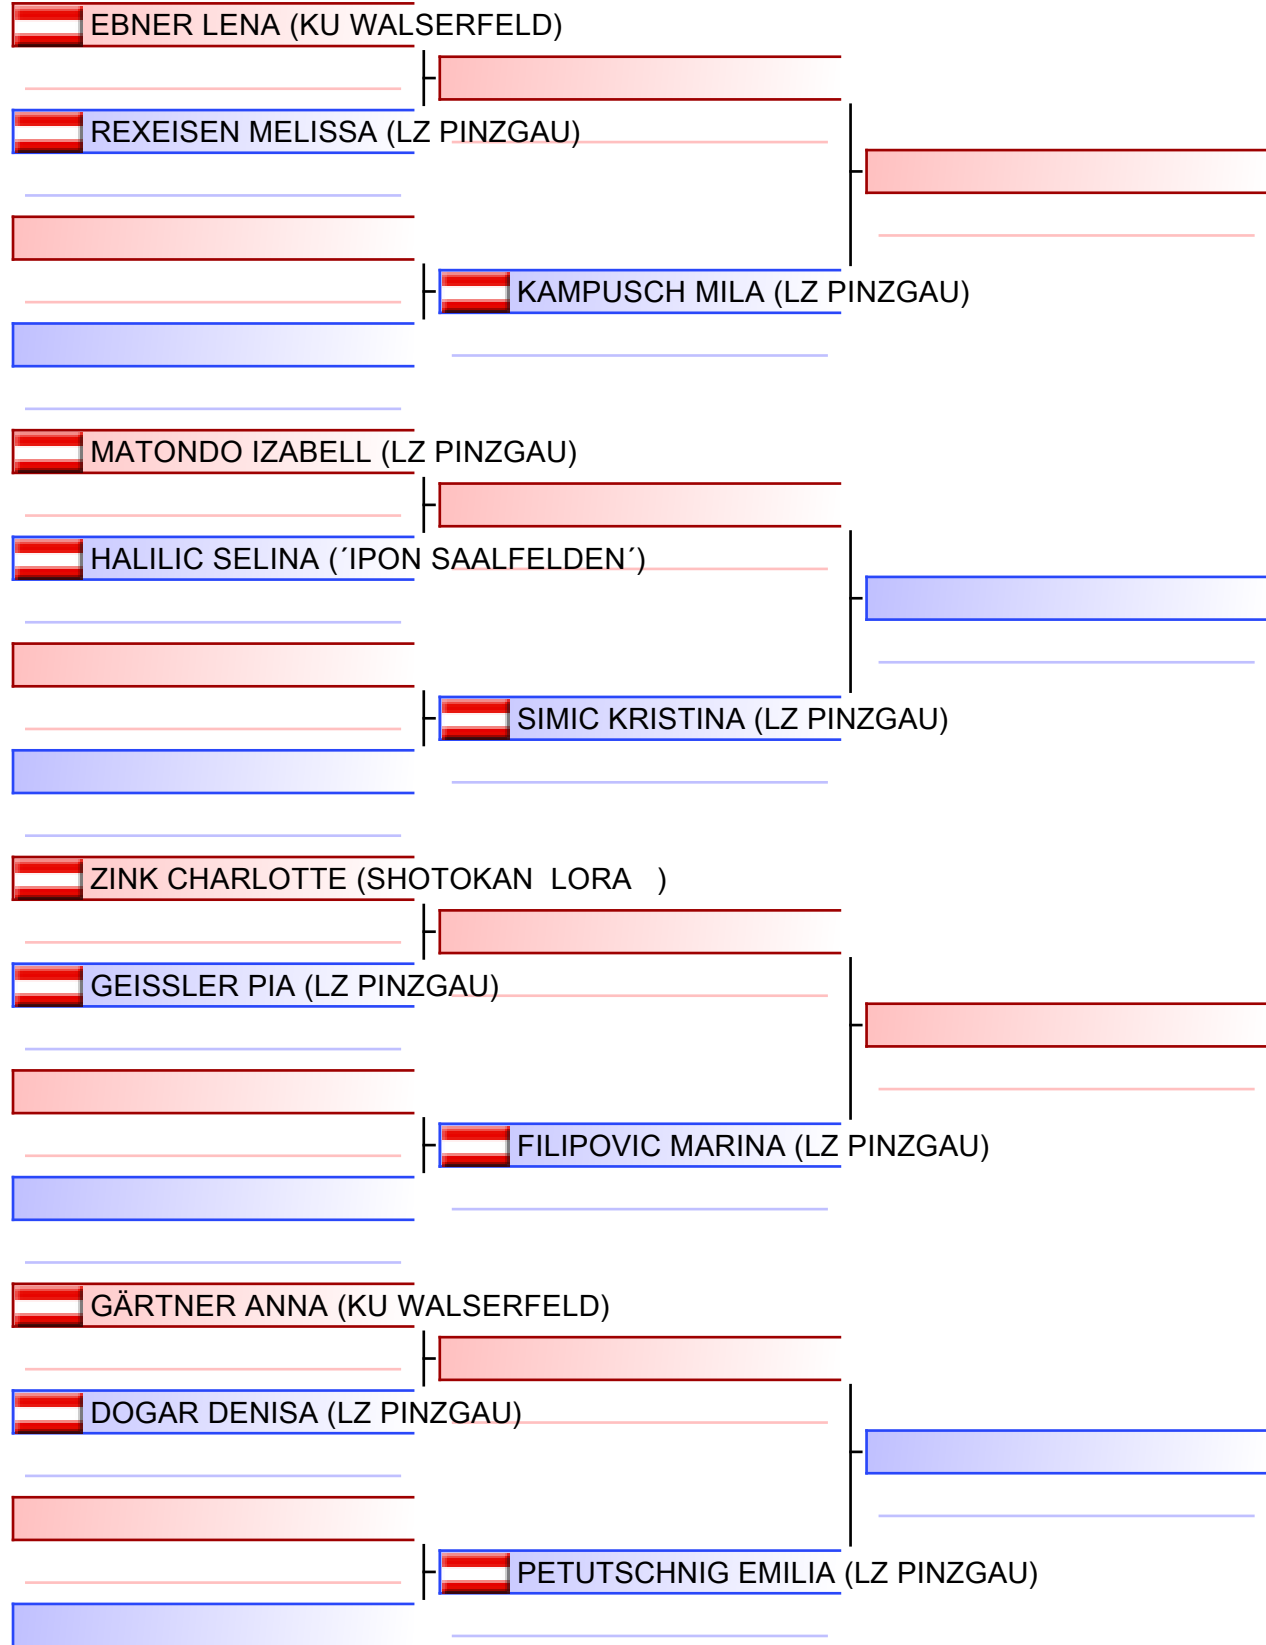 EBNER LENA (KU WALSERFELD)
REXEISEN MELISSA (LZ PINZGAU)
KAMPUSCH MILA (LZ PINZGAU)
MATONDO IZABELL (LZ PINZGAU)
HALILIC SELINA (´IPON SAALFELDEN´)
SIMIC KRISTINA (LZ PINZGAU)
ZINK CHARLOTTE (SHOTOKAN  LORA   )
GEISSLER PIA (LZ PINZGAU)
FILIPOVIC MARINA (LZ PINZGAU)
GÄRTNER ANNA (KU WALSERFELD)
DOGAR DENISA (LZ PINZGAU)
PETUTSCHNIG EMILIA (LZ PINZGAU)